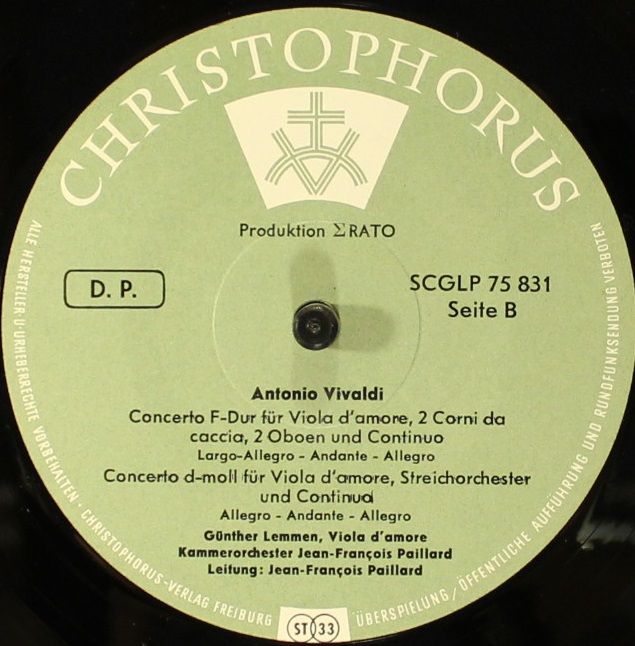 CHRISTOPHORUS
Produktion ΣRATO
D. P.
SCGLP 75 831
Seite B
Antonio Vivaldi
Concerto F-Dur für Viola d'amore, 2 Corni da
caccia, 2 Oboen und Continuo
Largo-Allegro - Andante - Allegro
Concerto d-moll für Viola d'amore, Streichorchester
und Continuo
Allegro - Andante - Allegro
Günther Lemmen, Viola d'amore
Kammerorchester Jean-François Paillard
Leitung: Jean-François Paillard
ALLE HERSTELLER-U-URHEBERRECHTE VORBEHALTEN · CHRISTOPHORUS-VERLAG FREIBURG
ST 33
ÜBERSPIELUNG / ÖFFENTLICHE AUFFÜHRUNG UND RUNDFUNKSENDUNG VERBOTEN